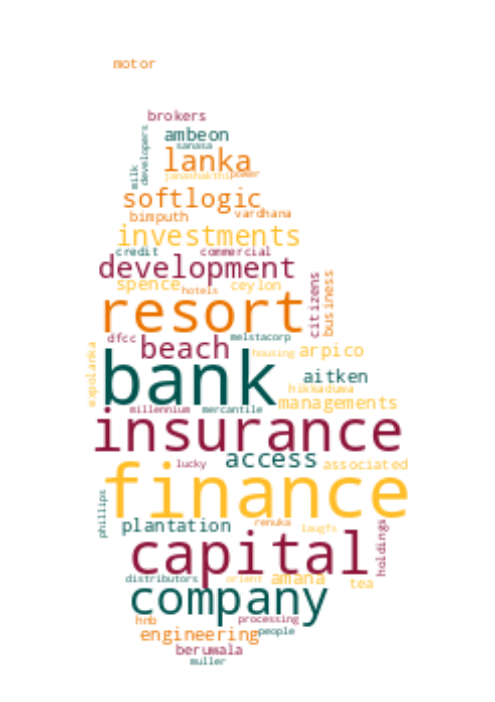 motor
brokers
developers
ambeon
sanasa
milk
lanka
janashakthi
power
softlogic
bimputh
vardhana
investments
credit
commercial
development
spence
ceylon
hotels
citizens
business
resort
dfcc
melstacorp
beach
housing
arpico
expolanka
bank
aitken
hikkaduwa
managements
millennium
mercantile
insurance
lucky
access
associated
finance
phillips
plantation
renuka
laugfs
holdings
capital
distributors
orient
amana
tea
company
hnb
processing
engineering
people
beruwala
muller